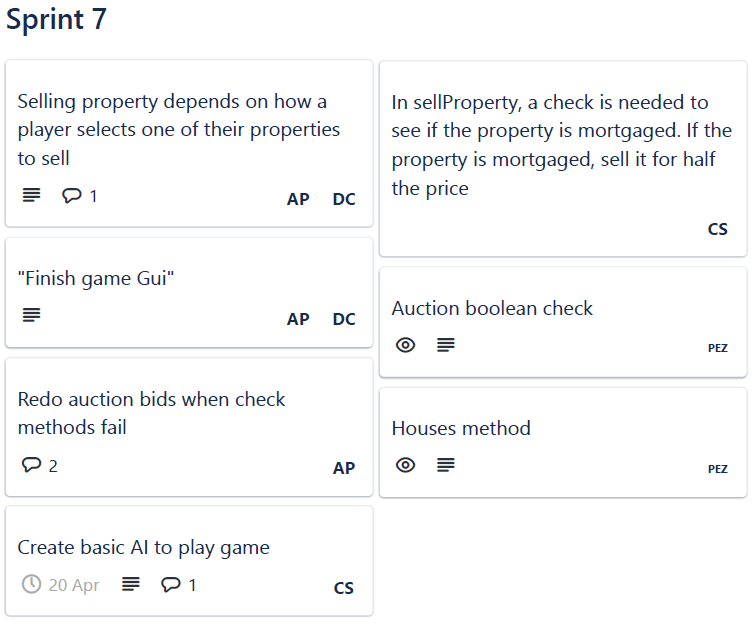 Sprint 7
Selling property depends on how a
player selects one of their properties
to sell
1
AP DC
"Finish game Gui"
AP DC
Redo auction bids when check
methods fail
2
AP
Create basic AI to play game
20 Apr
1
CS
In sellProperty, a check is needed to
see if the property is mortgaged. If the
property is mortgaged, sell it for half
the price
CS
Auction boolean check
PEZ
Houses method
PEZ